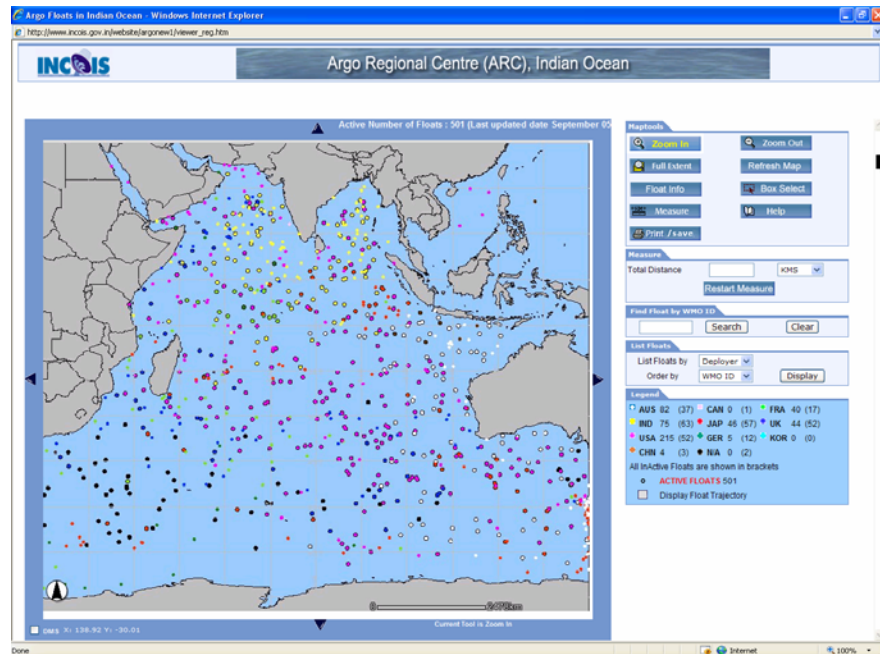 Argo Floats in Indian Ocean - Windows Internet Explorer
http://www.incois.gov.in/website/argonew1/viewer_reg.htm
INCOIS
Argo Regional Centre (ARC), Indian Ocean
Active Number of Floats : 501 (Last updated date September 05
Maptools
Zoom In
Zoom Out
Full Extent
Refresh Map
Float Info
Box Select
Measure
Help
Print /save
Measure
Total Distance
KMS
Restart Measure
Find Float by WMO ID
Search
Clear
List Floats
List Floats by Deployer
Order by WMO ID
Display
Legend
AUS 82 (37) CAN 0 (1) FRA 40 (17)
IND 75 (63) JAP 46 (57) UK 44 (52)
USA 215 (52) GER 5 (12) KOR 0 (0)
CHN 4 (3) N/A 0 (2)
All InActive Floats are shown in brackets
ACTIVE FLOATS 501
Display Float Trajectory
0
DMS X: 138.92 Y: -30.01
Current Tool is Zoom In
Done
Internet
100%